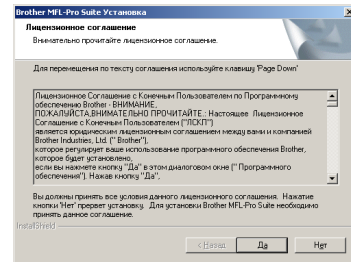 Brother MFL-Pro Suite Установка
Лицензионное соглашение
Внимательно прочитайте лицензионное соглашение.
Для перемещения по тексту соглашения используйте клавишу 'Page Down'
Лицензионное Соглашение с Конечным Пользователем по Программному
обеспечению Brother - ВНИМАНИЕ,
ПОЖАЛУЙСТА,ВНИМАТЕЛЬНО ПРОЧИТАЙТЕ.: Настоящее Лицензионное
Соглашение с Конечным Пользователем ("ЛСКП")
является юридическим лицензионным соглашением между вами и компанией
Brother Industries, Ltd. (" Brother"),
которое регулирует ваше использование программного обеспечения Brother,
которое будет установлено,
если вы нажмете кнопку "Да" в этом диалоговом окне (" Программного
обеспечения"). Нажав кнопку "Да",
Вы должны принять все условия данного лицензионного соглашения. Нажатие
кнопки 'Нет' прервет установку. Для установки Brother MFL-Pro Suite необходимо
принять данное соглашение.
InstallShield
< Назад Да Нет